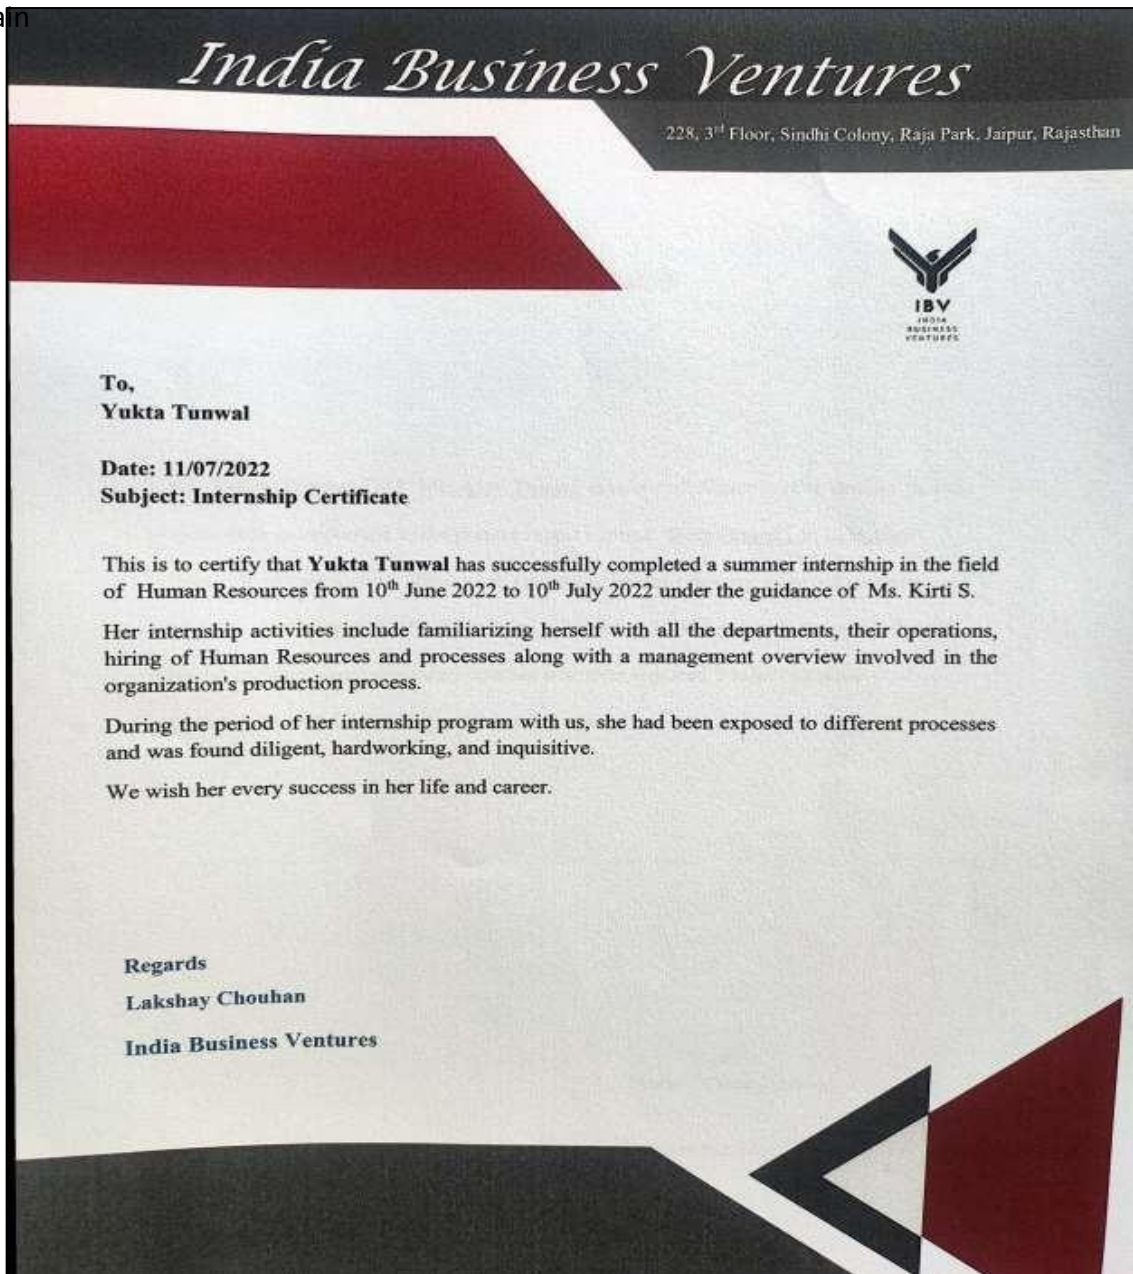 ain
India Business Ventures
228, 3rd Floor, Sindhi Colony, Raja Park, Jaipur, Rajasthan
IBV
INDIA
BUSINESS
VENTURES
To,
Yukta Tunwal
Date: 11/07/2022
Subject: Internship Certificate
This is to certify that Yukta Tunwal has successfully completed a summer internship in the field
of Human Resources from 10th June 2022 to 10th July 2022 under the guidance of Ms. Kirti S.
Her internship activities include familiarizing herself with all the departments, their operations,
hiring of Human Resources and processes along with a management overview involved in the
organization's production process.
During the period of her internship program with us, she had been exposed to different processes
and was found diligent, hardworking, and inquisitive.
We wish her every success in her life and career.
Regards
Lakshay Chouhan
India Business Ventures